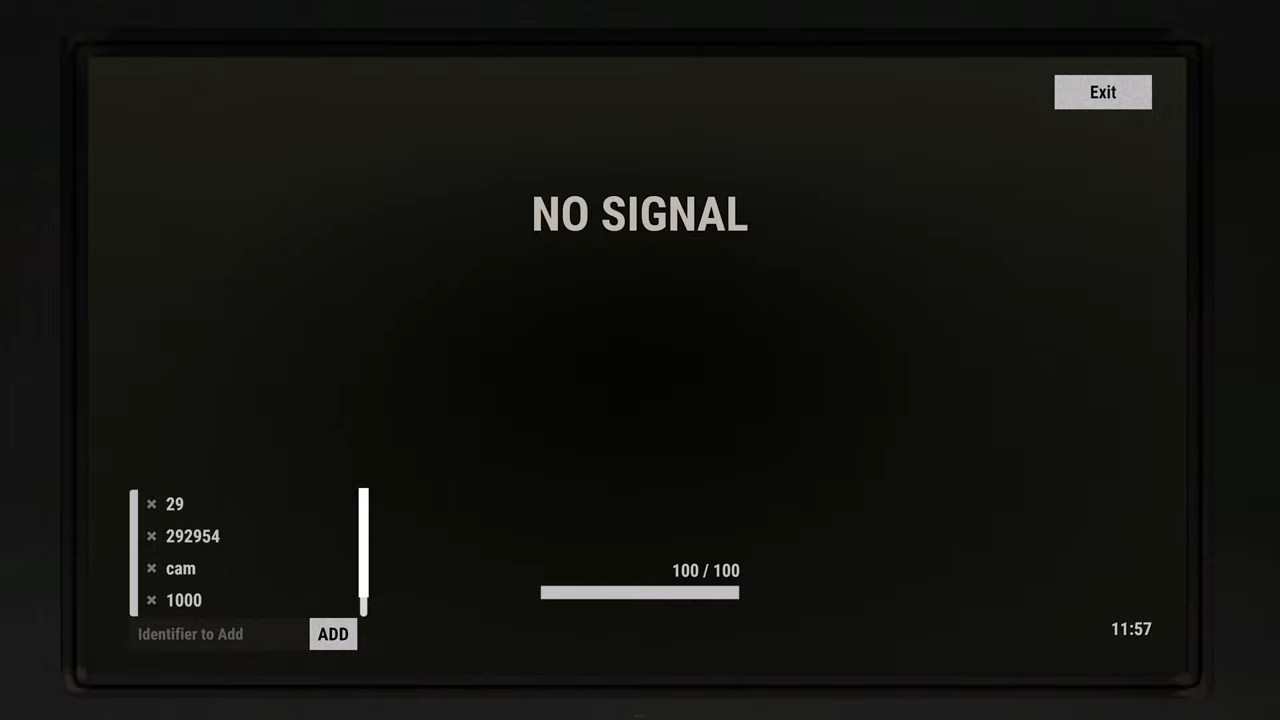 Exit
NO SIGNAL
29
292954
cam
1000
Identifier to Add
ADD
100 / 100
11:57